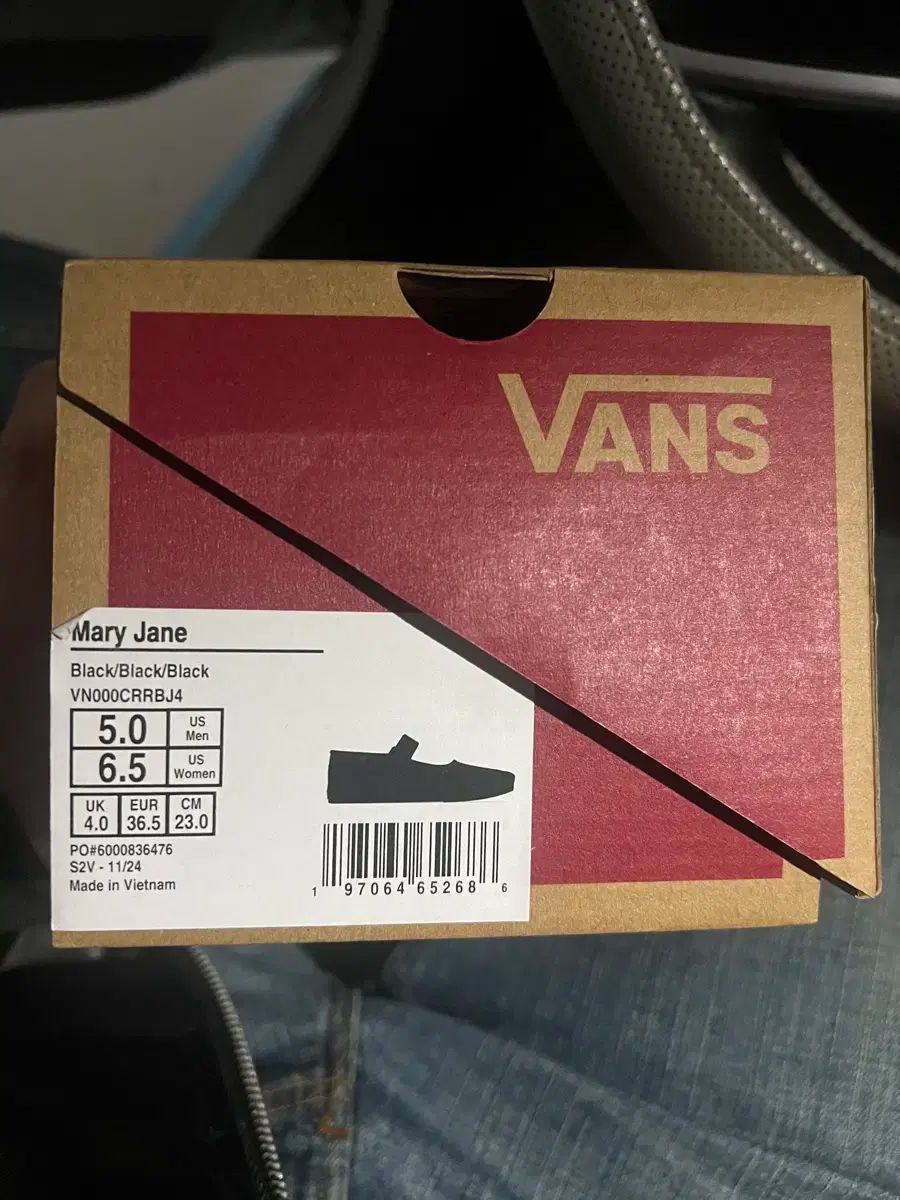 VANS
Mary Jane
Black/Black/Black
VN000CRRBJ4
5.0 US Men
6.5 US Women
UK EUR CM
4.0 36.5 23.0
PO#6000836476
S2V - 11/24
Made in Vietnam
1 97064 65268 6